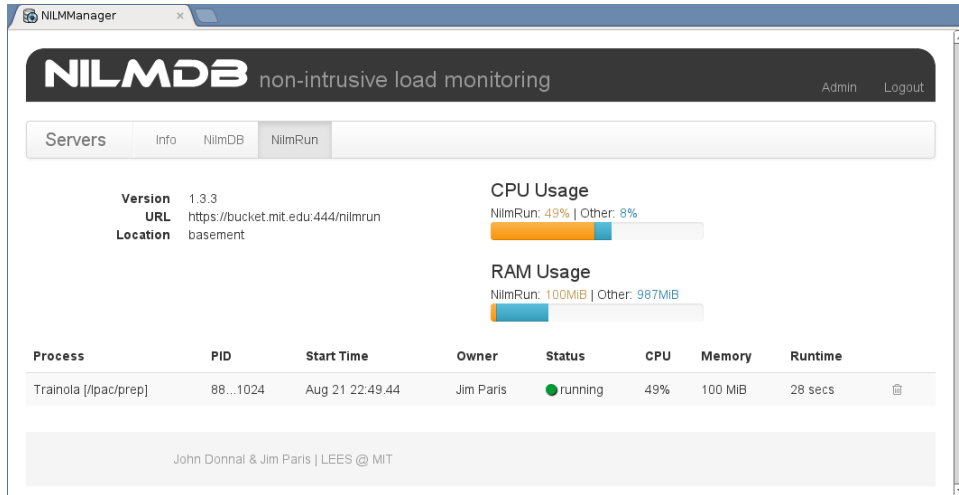 NILMManager
NILMDB non-intrusive load monitoring
Admin Logout
Servers Info NilmDB NilmRun
Version 1.3.3
URL https://bucket.mit.edu:444/nilmrun
Location basement
CPU Usage
NilmRun: 49% | Other: 8%
RAM Usage
NilmRun: 100MiB | Other: 987MiB
Process PID Start Time Owner Status CPU Memory Runtime
Trainola [/lpac/prep] 88...1024 Aug 21 22:49.44 Jim Paris running 49% 100 MiB 28 secs
John Donnal & Jim Paris | LEES @ MIT